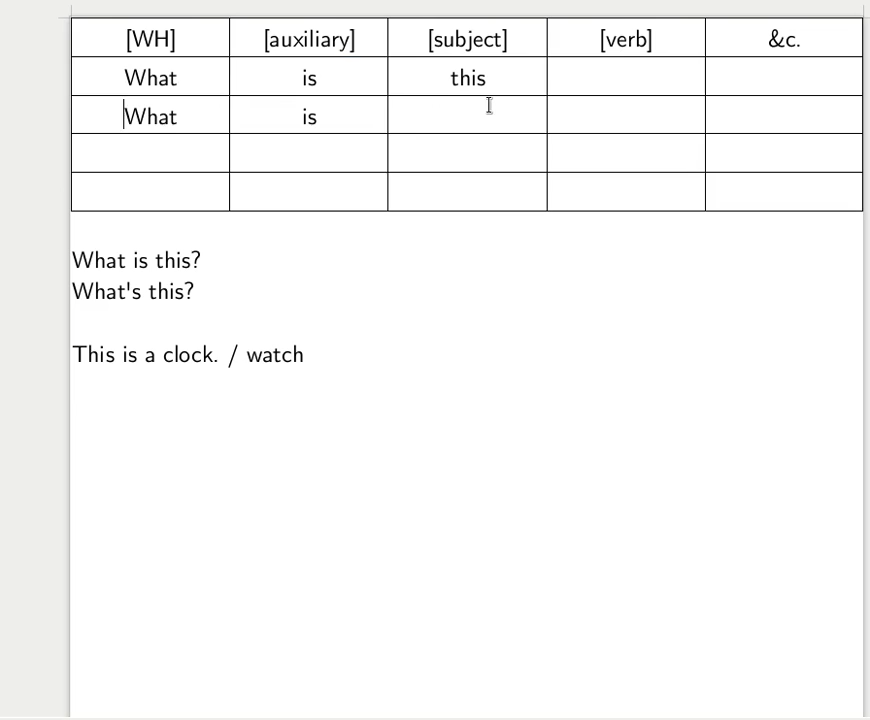 [WH] [auxiliary] [subject] [verb] &c.
What is this
What is
What is this?
What's this?
This is a clock. / watch